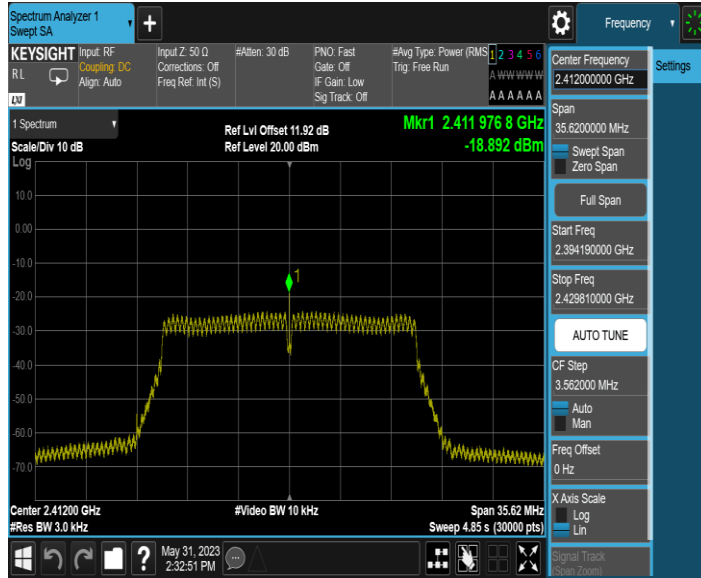 Spectrum Analyzer 1
Swept SA
Frequency
KEYSIGHT
RL
LXI
Input: RF
Coupling: DC
Align: Auto
Input Z: 50 Ω
Corrections: Off
Freq Ref: Int (S)
#Atten: 30 dB
PNO: Fast
Gate: Off
IF Gain: Low
Sig Track: Off
#Avg Type: Power (RMS
Trig: Free Run
1 2 3 4 5 6
A W W W W W
A A A A A A
1 Spectrum
Scale/Div 10 dB
Ref Lvl Offset 11.92 dB
Ref Level 20.00 dBm
Mkr1 2.411 976 8 GHz
-18.892 dBm
Log
10.0
0.00
-10.0
-20.0
-30.0
-40.0
-50.0
-60.0
-70.0
1
Center 2.41200 GHz
#Res BW 3.0 kHz
#Video BW 10 kHz
Span 35.62 MHz
Sweep 4.85 s (30000 pts)
Center Frequency
2.412000000 GHz
Settings
Span
35.6200000 MHz
Swept Span
Zero Span
Full Span
Start Freq
2.394190000 GHz
Stop Freq
2.429810000 GHz
AUTO TUNE
CF Step
3.562000 MHz
Auto
Man
Freq Offset
0 Hz
X Axis Scale
Log
Lin
Signal Track
(Span Zoom)
?
May 31, 2023
2:32:51 PM